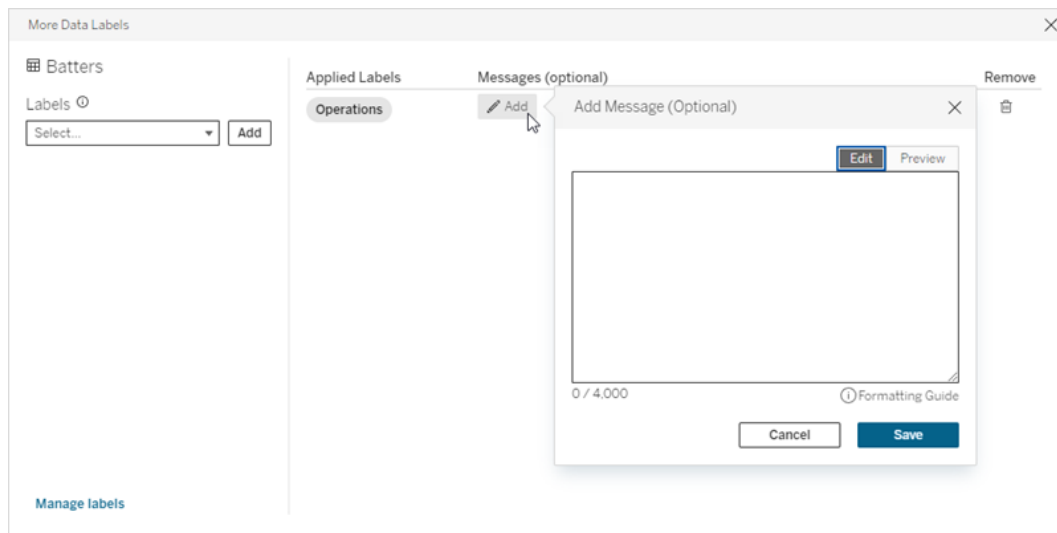 More Data Labels
Batters
Labels
Select...
Add
Manage labels
Applied Labels
Messages (optional)
Remove
Operations
Add
Add Message (Optional)
Edit
Preview
0 / 4,000
Formatting Guide
Cancel
Save